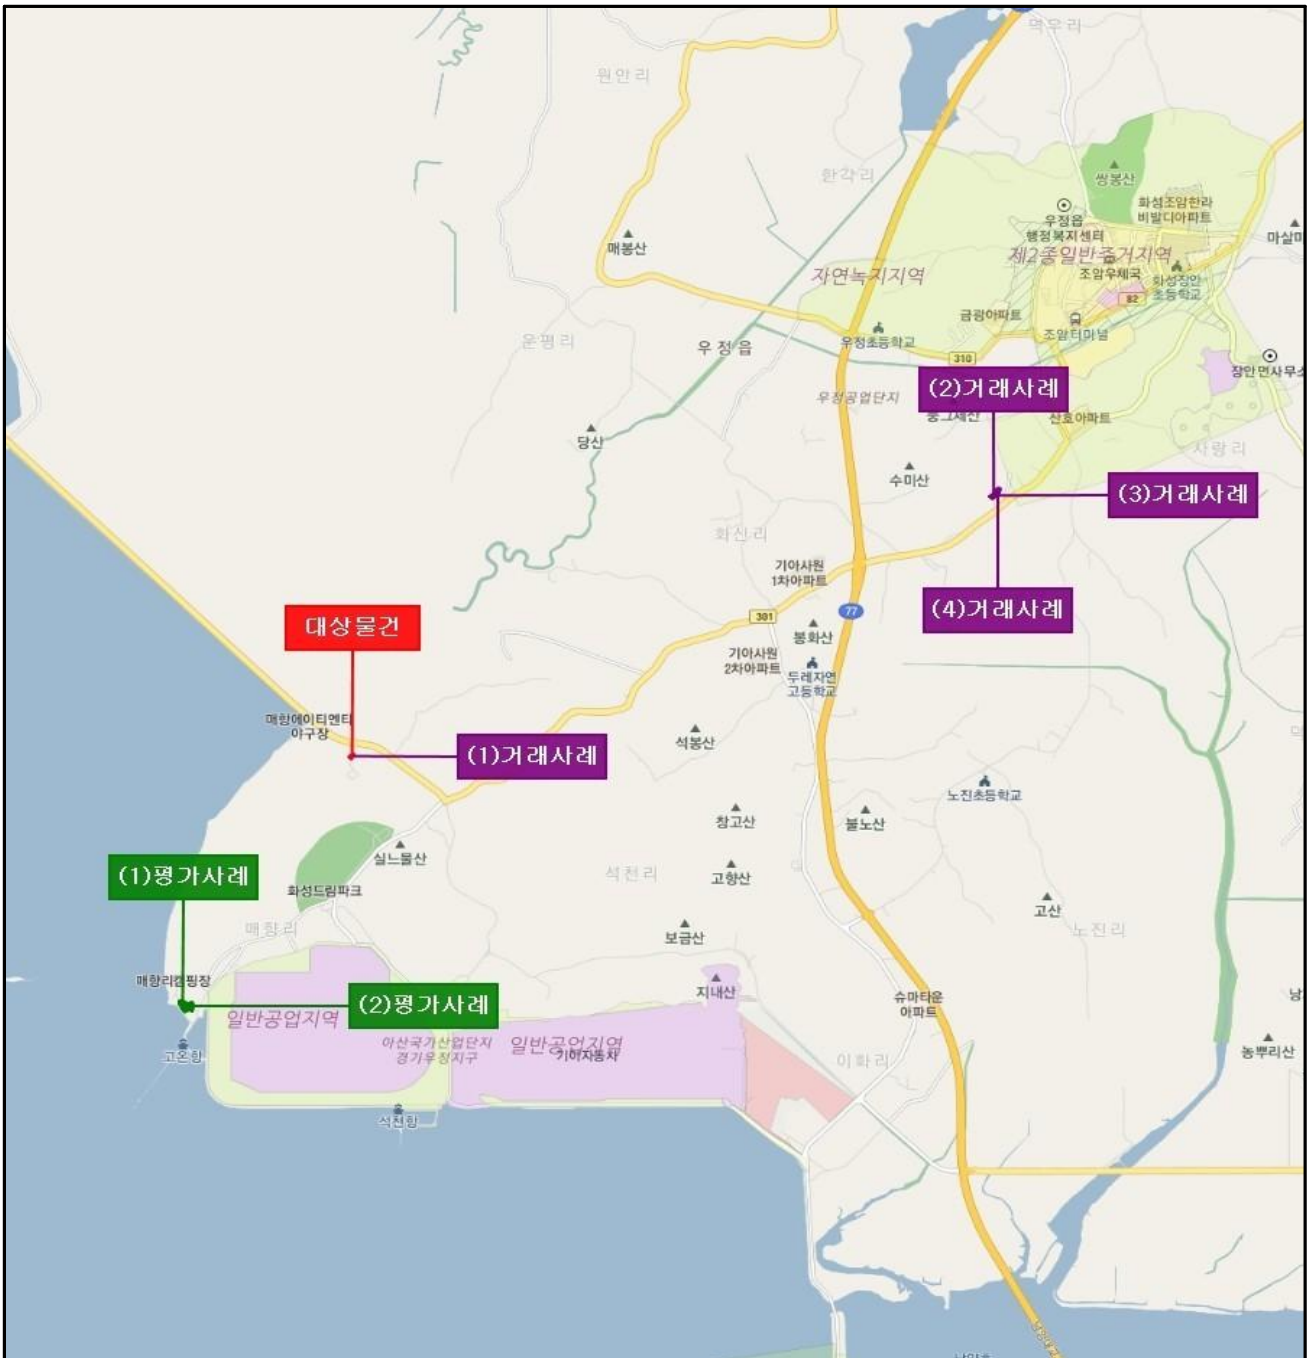 멱우리
원안리
한각리
쌍봉산
우정읍
행정복지센터
화성조암한라
비발디아파트
매봉산
제2종일반주거지역
조암우체국
화성장안
초등학교
자연녹지지역
82
금광아파트
조암터미널
운평리
우정읍
우정초등학교
310
장안면사무소
우정공업단지
(2)거래사례
산호아파트
당산
사랑리
수미산
(3)거래사례
화산리
기아사원
1차아파트
(4)거래사례
77
301
대상물건
봉화산
기아사원
2차아파트
두레자연
고등학교
매향에이티엔티
야구장
(1)거래사례
석봉산
노진초등학교
창고산
불노산
실느물산
(1)평가사례
석천리
고향산
화성드림파크
고산
매향리
보금산
노진리
매향리캠핑장
지내산
(2)평가사례
슈마타운
아파트
일반공업지역
아산국가산업단지
경기우정지구
일반공업지역
기아자동차
고온항
이화리
농뿌리산
석천항